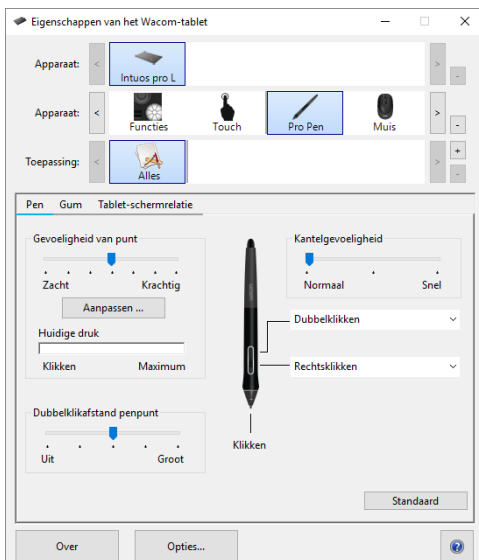 Eigenschappen van het Wacom-tablet
Apparaat:
Intuos pro L
Apparaat:
Functies
Touch
Pro Pen
Muis
Toepassing:
Alles
Pen
Gum
Tablet-schermrelatie
Gevoeligheid van punt
Zacht
Krachtig
Aanpassen ...
Huidige druk
Klikken
Maximum
Dubbelklikafstand penpunt
Uit
Groot
Kantelgevoeligheid
Normaal
Snel
Dubbelklikken
Rechtsklikken
Klikken
Standaard
Over
Opties...